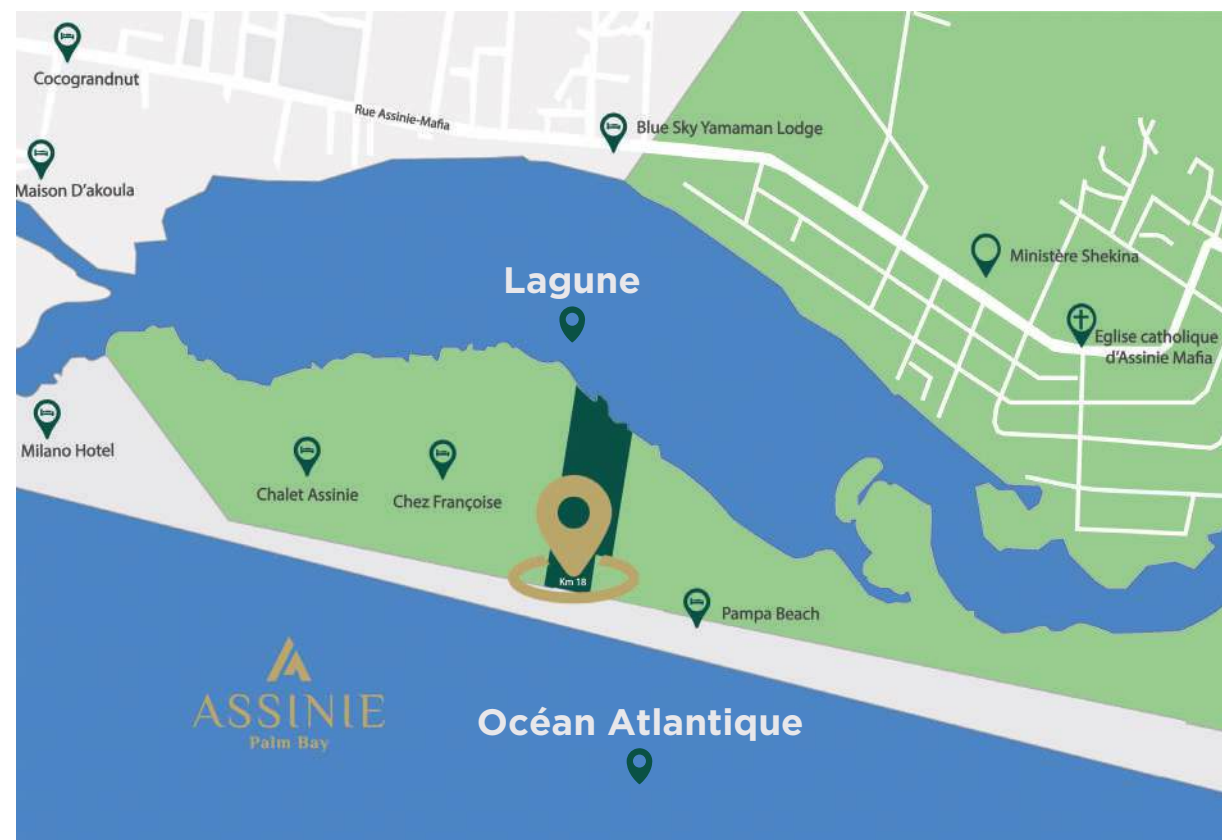 Cocograndnut
Rue Assinie-Mafia
Blue Sky Yamaman Lodge
Maison D'akoula
Ministère Shekina
Lagune
Eglise catholique
d'Assinie Mafia
Milano Hotel
Chalet Assinie
Chez Françoise
Km 18
Pampa Beach
ASSINIE
Palm Bay
Océan Atlantique